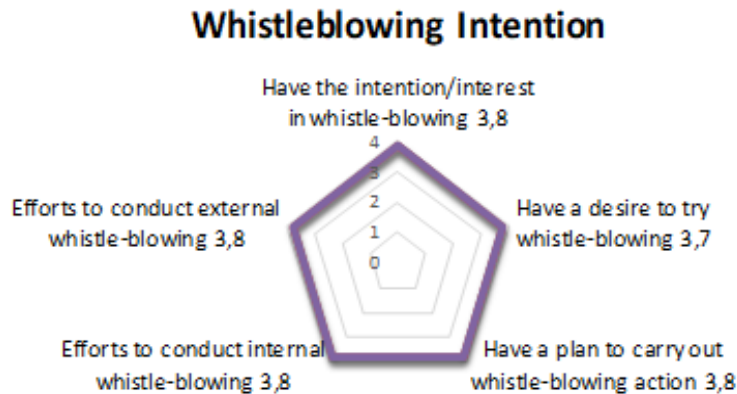 Whistleblowing Intention
Have the intention/interest
in whistle-blowing 3,8
4
3
2
1
0
Efforts to conduct external
whistle-blowing 3,8
Have a desire to try
whistle-blowing 3,7
Efforts to conduct internal
whistle-blowing 3,8
Have a plan to carry out
whistle-blowing action 3,8